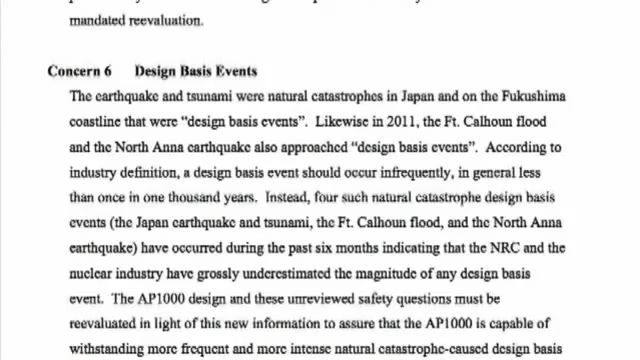 mandated reevaluation.
Concern 6 Design Basis Events
The earthquake and tsunami were natural catastrophes in Japan and on the Fukushima
coastline that were “design basis events”. Likewise in 2011, the Ft. Calhoun flood
and the North Anna earthquake also approached “design basis events”. According to
industry definition, a design basis event should occur infrequently, in general less
than once in one thousand years. Instead, four such natural catastrophe design basis
events (the Japan earthquake and tsunami, the Ft. Calhoun flood, and the North Anna
earthquake) have occurred during the past six months indicating that the NRC and the
nuclear industry have grossly underestimated the magnitude of any design basis
event. The AP1000 design and these unreviewed safety questions must be
reevaluated in light of this new information to assure that the AP1000 is capable of
withstanding more frequent and more intense natural catastrophe-caused design basis